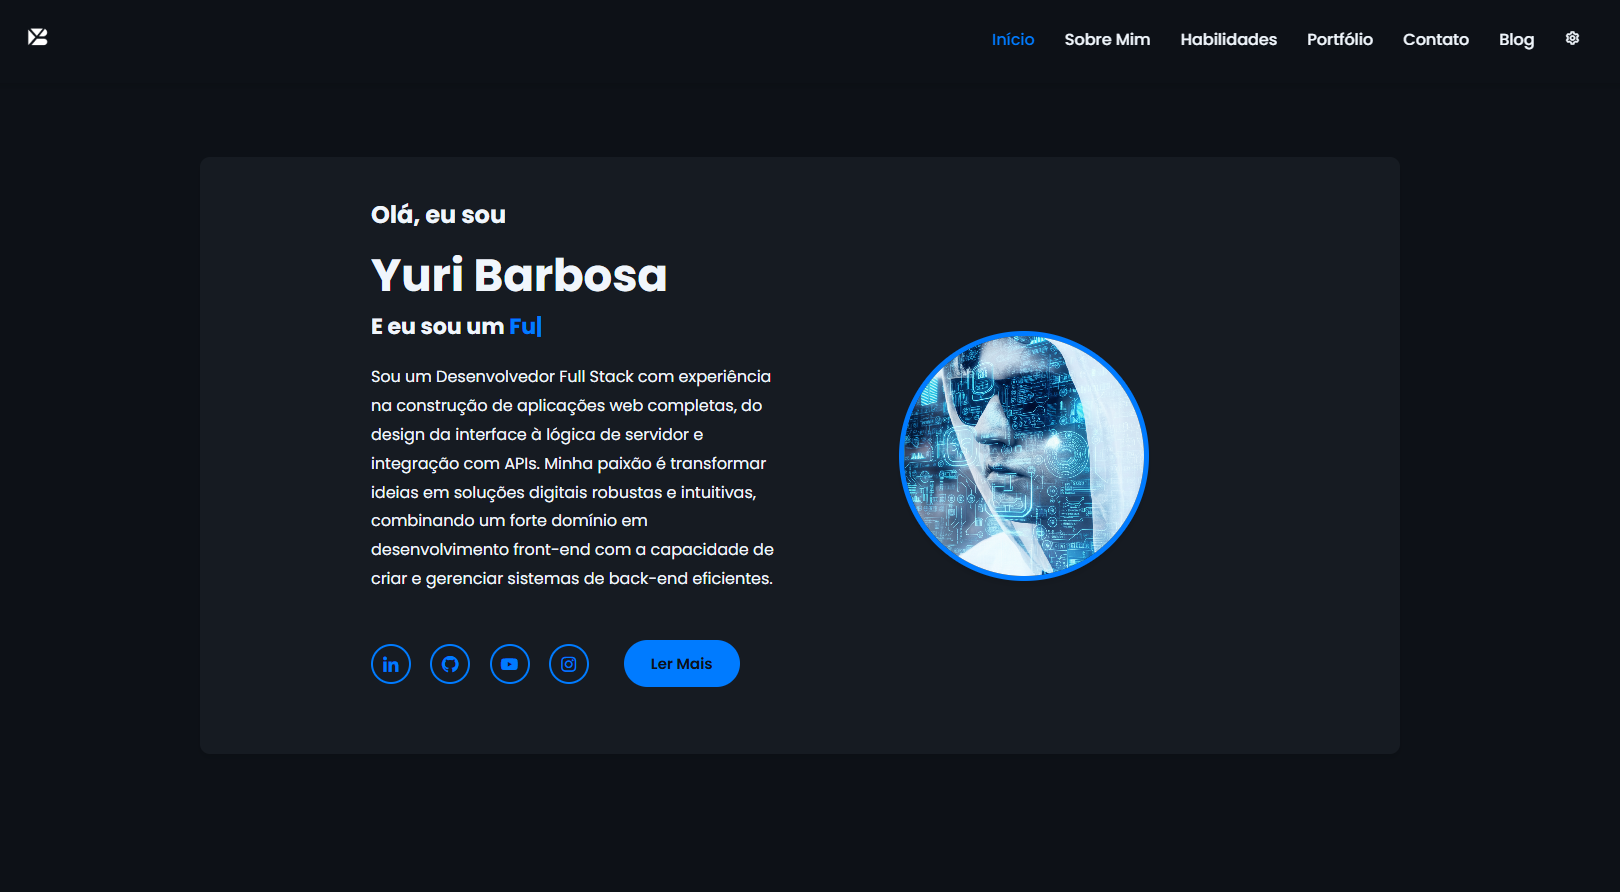 Início Sobre Mim Habilidades Portfólio Contato Blog
Olá, eu sou
Yuri Barbosa
E eu sou um Fu|
Sou um Desenvolvedor Full Stack com experiência
na construção de aplicações web completas, do
design da interface à lógica de servidor e
integração com APIs. Minha paixão é transformar
ideias em soluções digitais robustas e intuitivas,
combinando um forte domínio em
desenvolvimento front-end com a capacidade de
criar e gerenciar sistemas de back-end eficientes.
in
Ler Mais